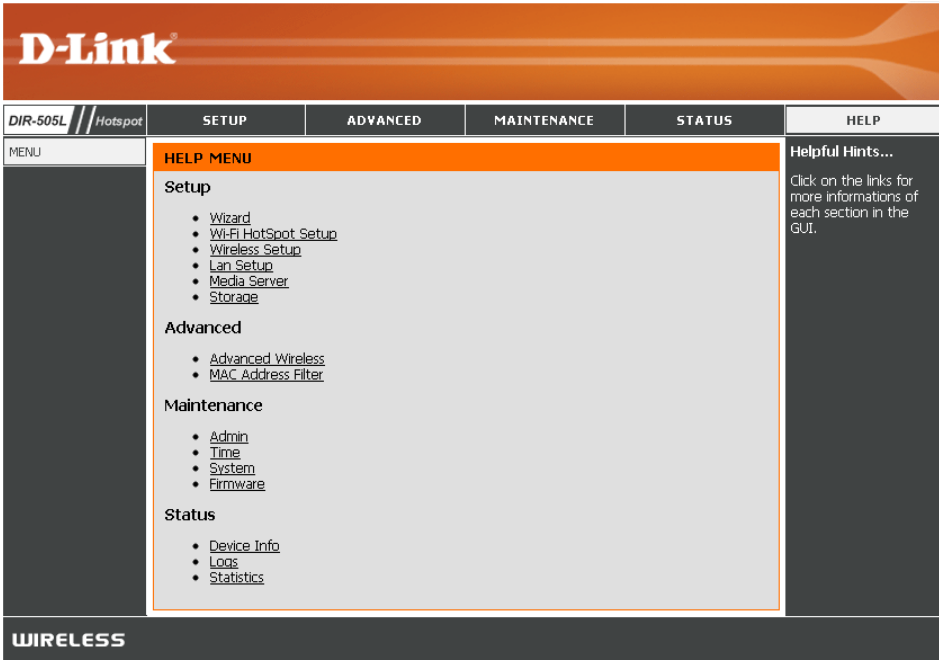 D-Link®
DIR-505L // Hotspot
SETUP
ADVANCED
MAINTENANCE
STATUS
HELP
MENU
HELP MENU
Setup
• Wizard
• Wi-Fi HotSpot Setup
• Wireless Setup
• Lan Setup
• Media Server
• Storage
Advanced
• Advanced Wireless
• MAC Address Filter
Maintenance
• Admin
• Time
• System
• Firmware
Status
• Device Info
• Logs
• Statistics
Helpful Hints...
Click on the links for
more informations of
each section in the
GUI.
WIRELESS